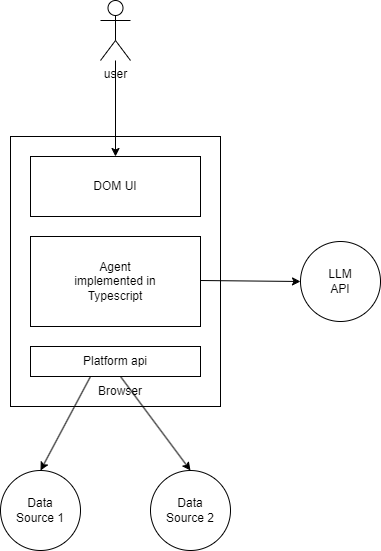 user
DOM UI
Agent
implemented in
Typescript
LLM
API
Platform api
Browser
Data
Source 1
Data
Source 2